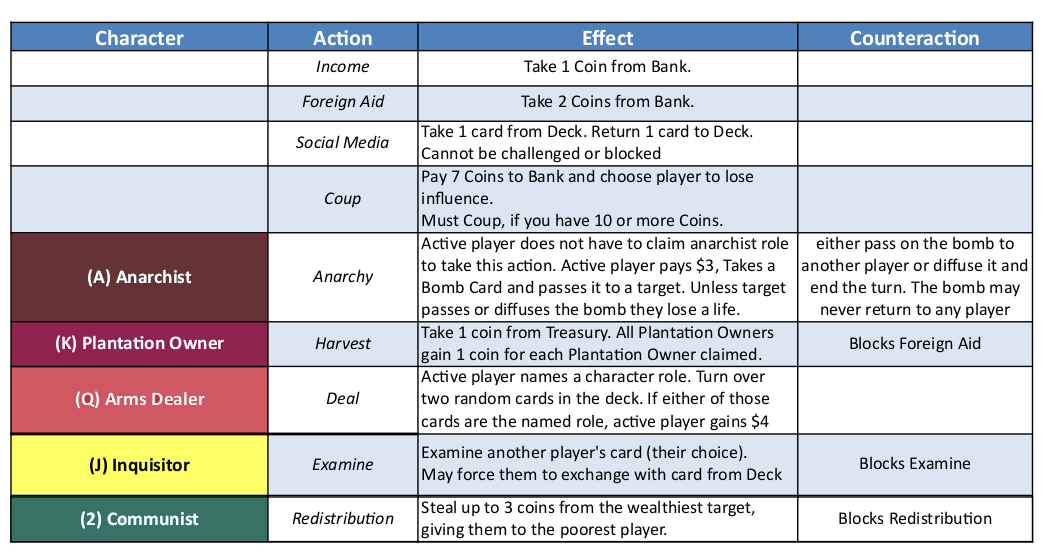 Character Action Effect Counteraction
Income Take 1 Coin from Bank.
Foreign Aid Take 2 Coins from Bank.
Social Media
Take 1 card from Deck. Return 1 card to Deck.
Cannot be challenged or blocked
Coup
Pay 7 Coins to Bank and choose player to lose
influence.
Must Coup, if you have 10 or more Coins.
(A) Anarchist
Anarchy
Active player does not have to claim anarchist role
to take this action. Active player pays $3, Takes a
Bomb Card and passes it to a target. Unless target
passes or diffuses the bomb they lose a life.
either pass on the bomb to
another player or diffuse it and
end the turn. The bomb may
never return to any player
(K) Plantation Owner
Harvest
Take 1 coin from Treasury. All Plantation Owners
gain 1 coin for each Plantation Owner claimed.
Blocks Foreign Aid
(Q) Arms Dealer
Deal
Active player names a character role. Turn over
two random cards in the deck. If either of those
cards are the named role, active player gains $4
(J) Inquisitor
Examine
Examine another player's card (their choice).
May force them to exchange with card from Deck
Blocks Examine
(2) Communist
Redistribution
Steal up to 3 coins from the wealthiest target,
giving them to the poorest player.
Blocks Redistribution